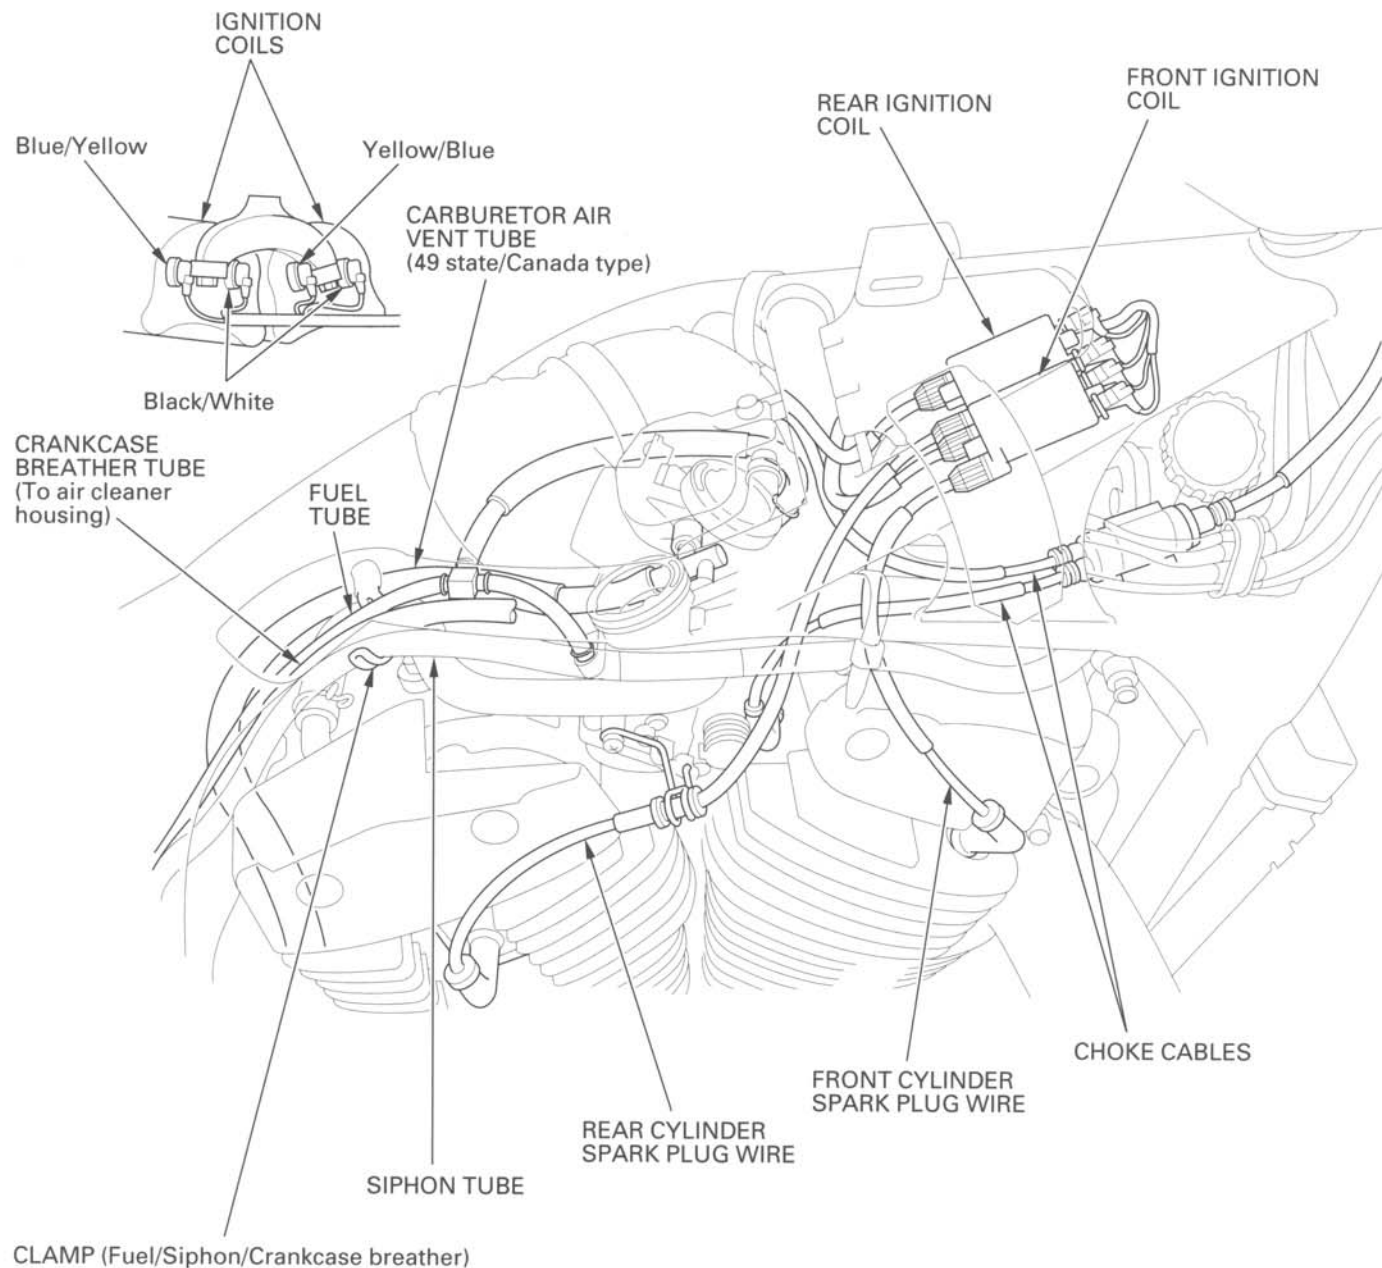 IGNITION
COILS
FRONT IGNITION
COIL
REAR IGNITION
COIL
Blue/Yellow
Yellow/Blue
CARBURETOR AIR
VENT TUBE
(49 state/Canada type)
Black/White
CRANKCASE
BREATHER TUBE
(To air cleaner
housing)
FUEL
TUBE
CHOKE CABLES
FRONT CYLINDER
SPARK PLUG WIRE
REAR CYLINDER
SPARK PLUG WIRE
SIPHON TUBE
CLAMP (Fuel/Siphon/Crankcase breather)